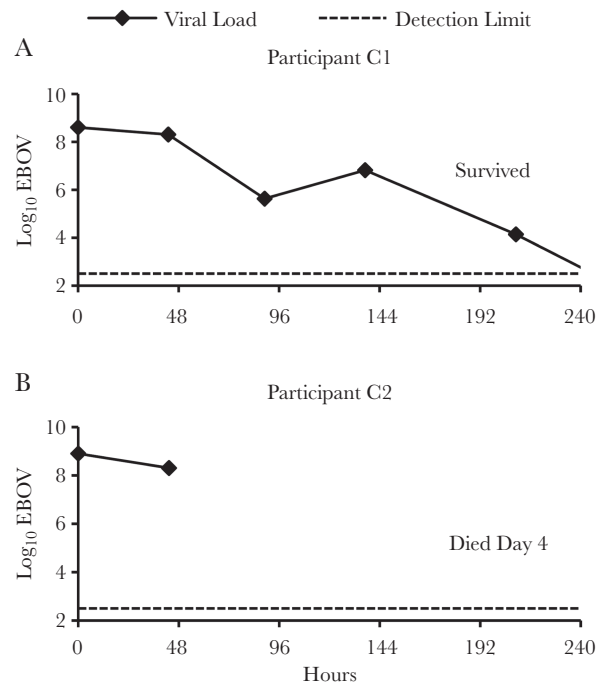 Viral Load Detection Limit
A
Participant C1
10
8
6
4
2
Log₁₀ EBOV
Survived
0 48 96 144 192 240
B
Participant C2
10
8
6
4
2
Log₁₀ EBOV
Died Day 4
0 48 96 144 192 240
Hours